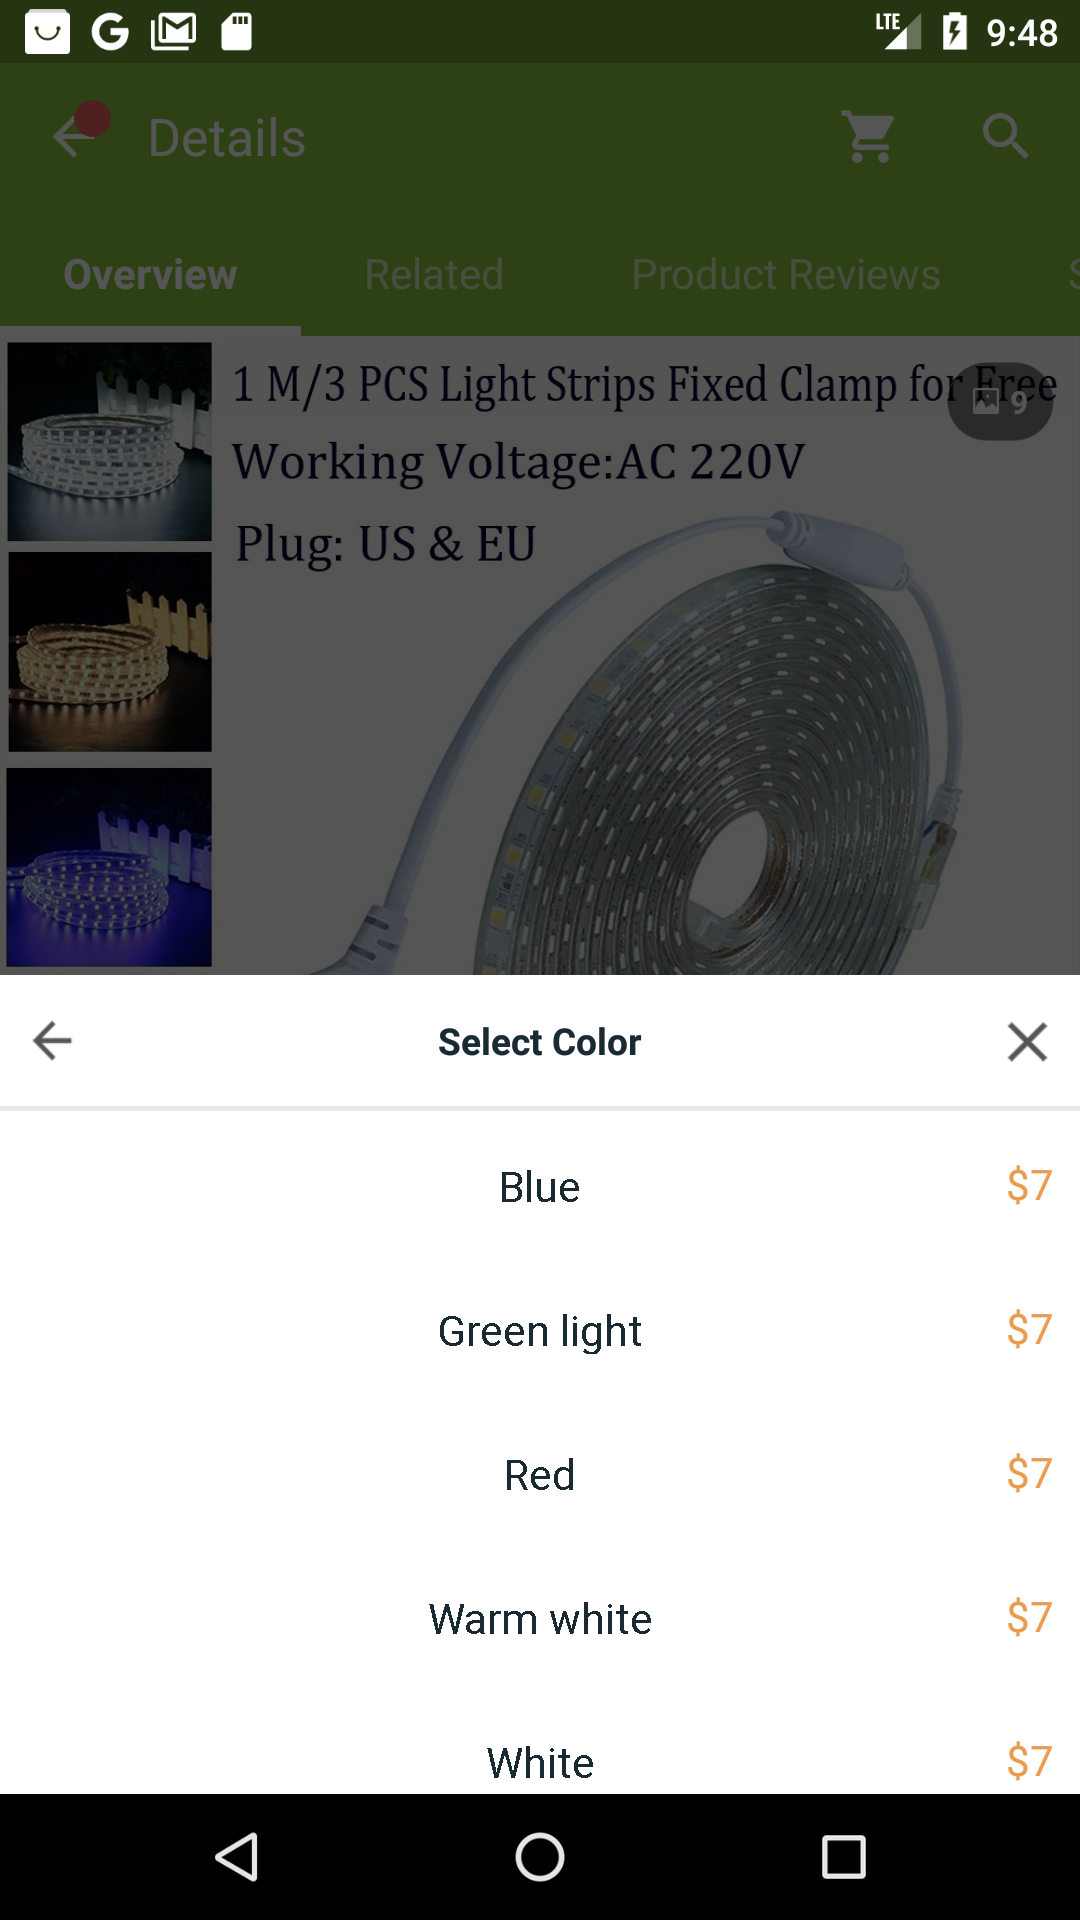 LTE 9:48
Details
Overview Related Product Reviews
1 M/3 PCS Light Strips Fixed Clamp for Free
9
Working Voltage:AC 220V
Plug: US & EU
Select Color
Blue $7
Green light $7
Red $7
Warm white $7
White $7